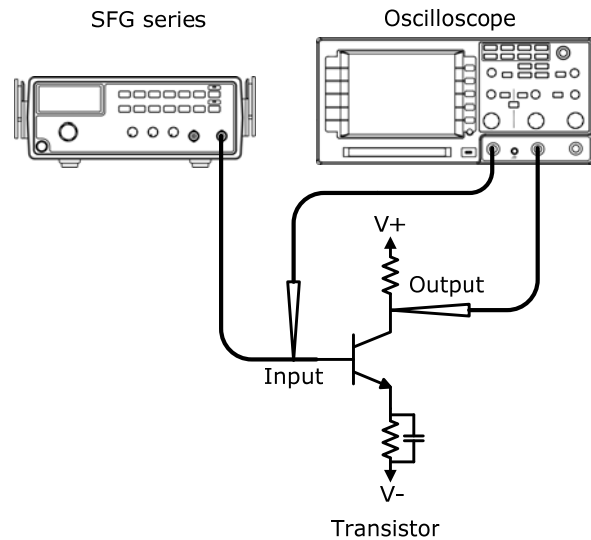 SFG series
Oscilloscope
V+
Output
Input
V-
Transistor